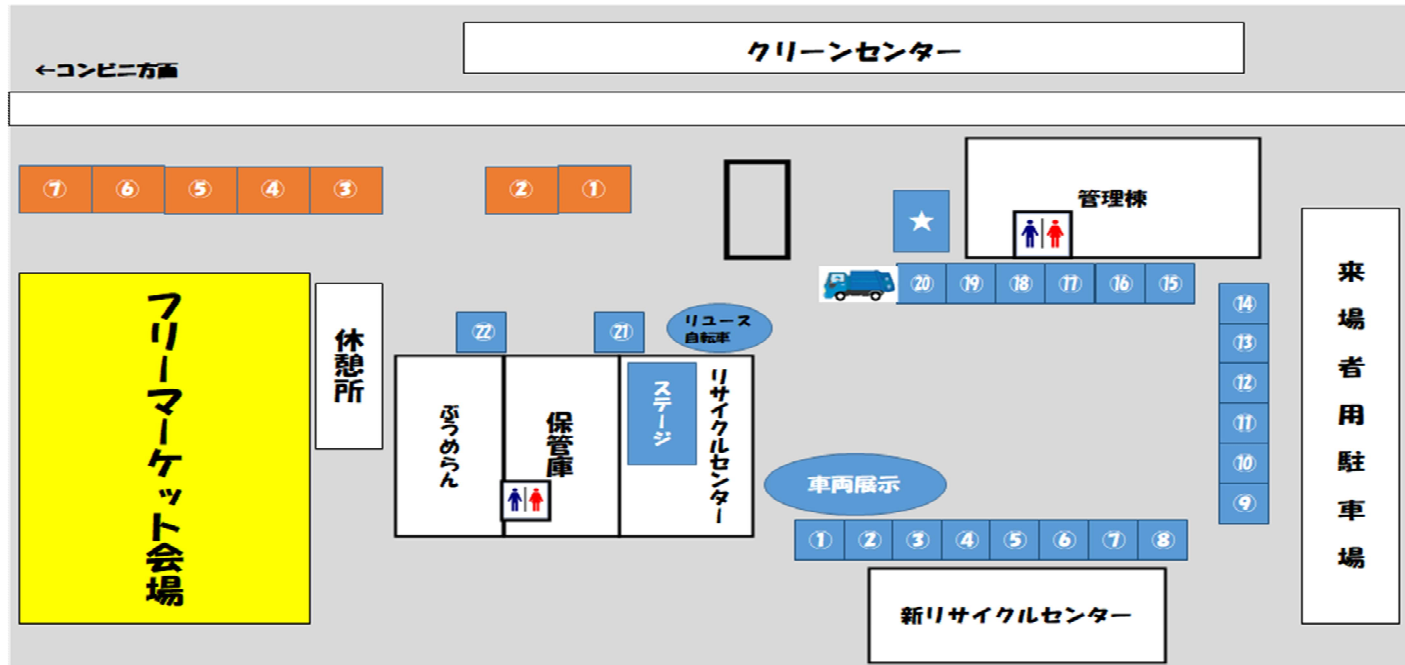 クリーンセンター
←コンビニ方面
⑦ ⑥ ⑤ ④ ③ ② ①
★
管理棟
⑳ ⑲ ⑱ ⑰ ⑯ ⑮
来場者用駐車場
⑭
⑬
⑫
⑪
⑩
⑨
フリーマーケット会場
休憩所
㉒
㉑
リユース
自転車
ぶうめらん
保管庫
ステージ
リサイクルセンター
車両展示
① ② ③ ④ ⑤ ⑥ ⑦ ⑧
新リサイクルセンター